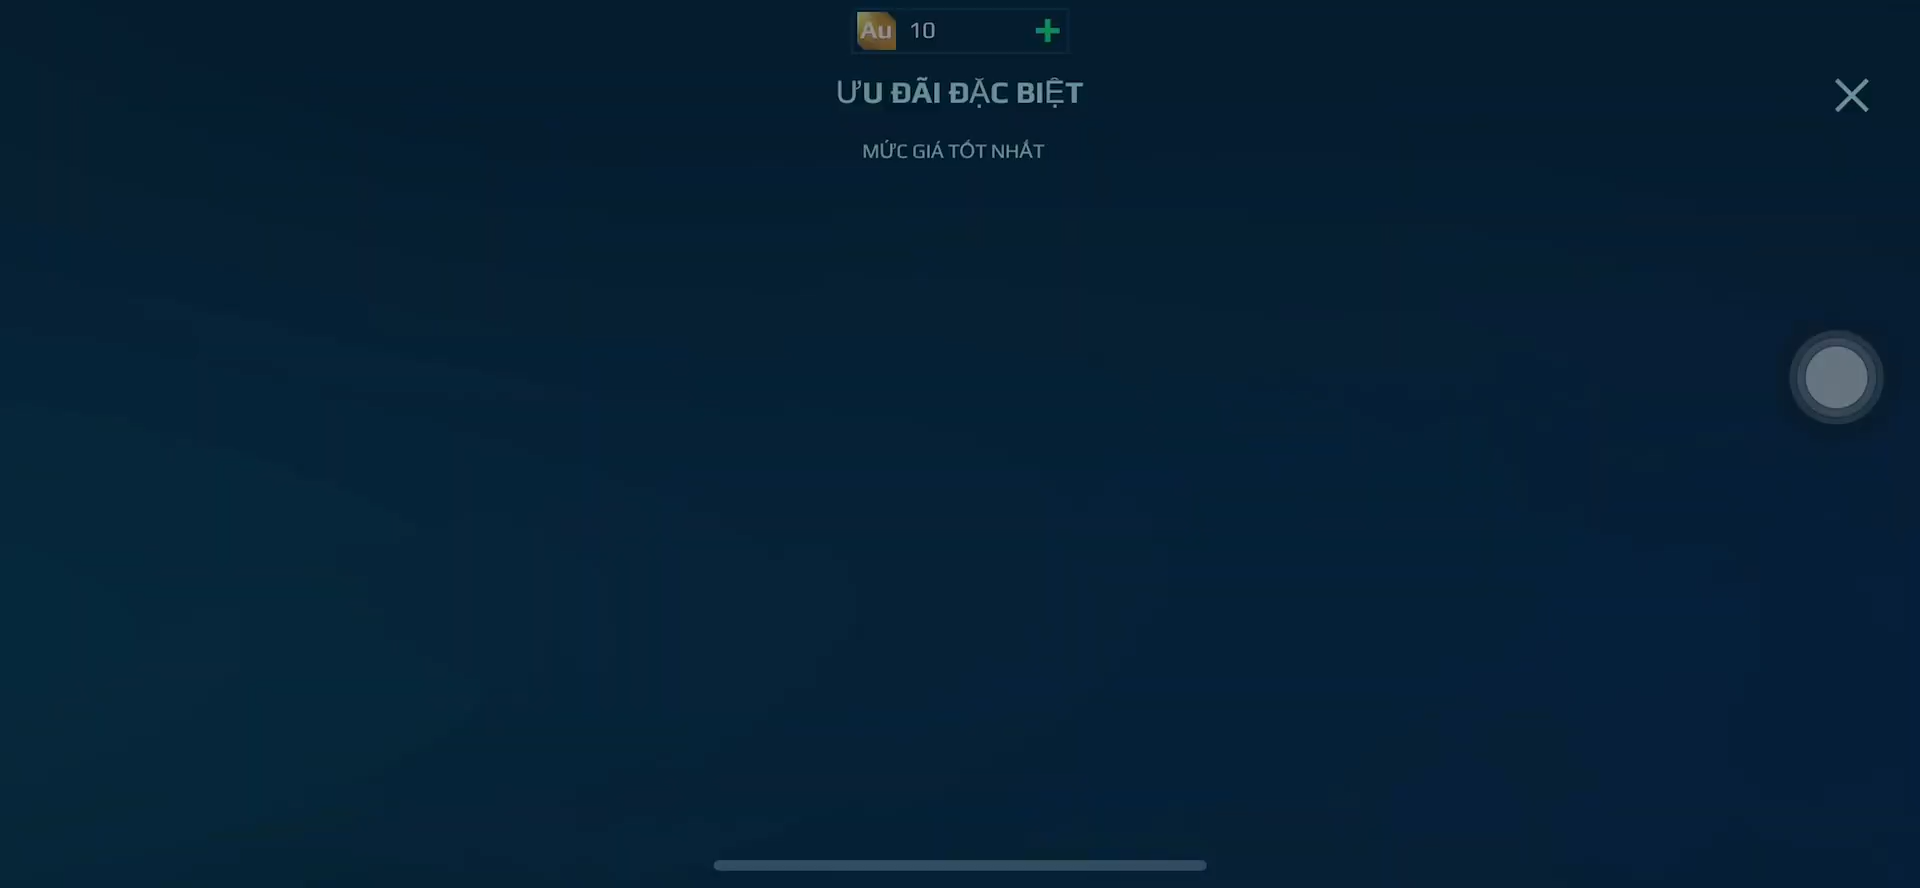 Au 10 +
ƯU ĐÃI ĐẶC BIỆT
MỨC GIÁ TỐT NHẤT